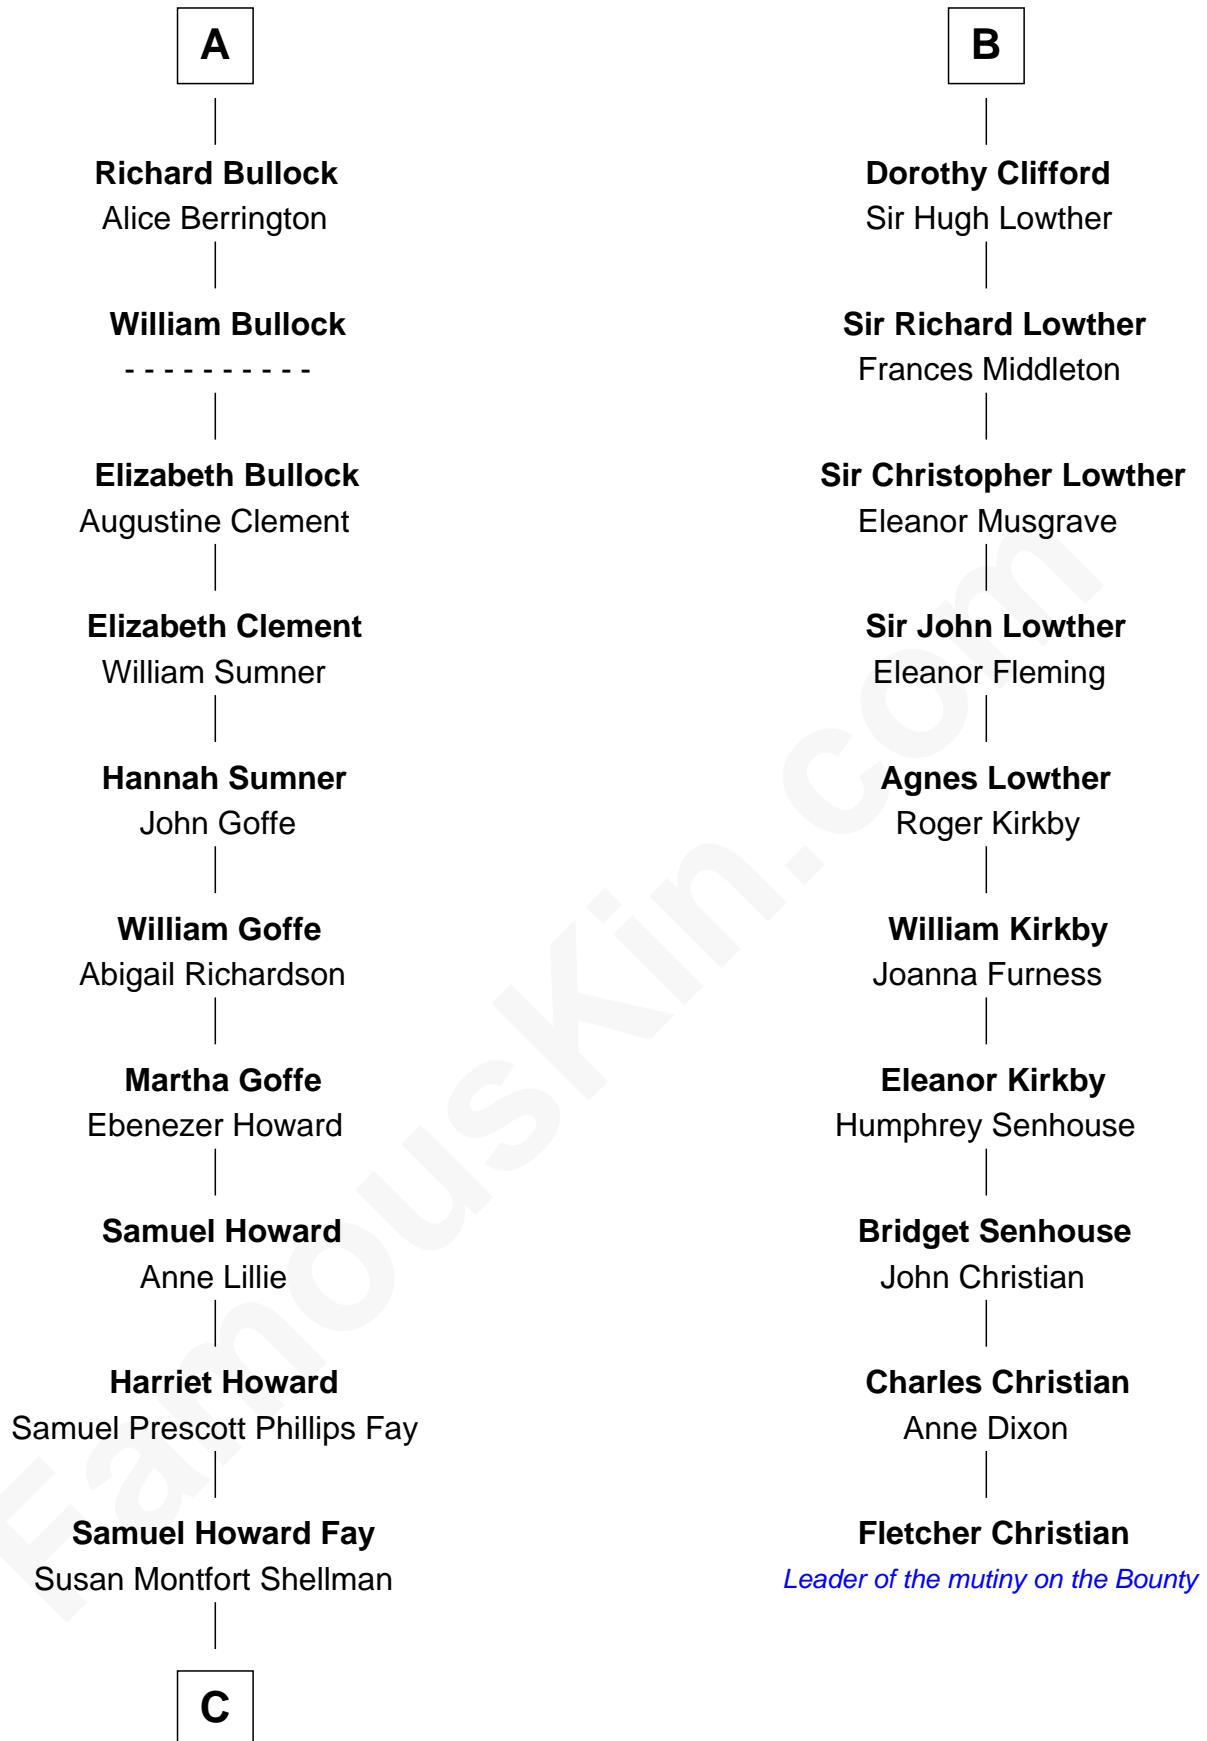 A
Richard Bullock
Alice Berrington
William Bullock
- - - - - - - - - -
Elizabeth Bullock
Augustine Clement
Elizabeth Clement
William Sumner
Hannah Sumner
John Goffe
William Goffe
Abigail Richardson
Martha Goffe
Ebenezer Howard
Samuel Howard
Anne Lillie
Harriet Howard
Samuel Prescott Phillips Fay
Samuel Howard Fay
Susan Montfort Shellman
C
B
Dorothy Clifford
Sir Hugh Lowther
Sir Richard Lowther
Frances Middleton
Sir Christopher Lowther
Eleanor Musgrave
Sir John Lowther
Eleanor Fleming
Agnes Lowther
Roger Kirkby
William Kirkby
Joanna Furness
Eleanor Kirkby
Humphrey Senhouse
Bridget Senhouse
John Christian
Charles Christian
Anne Dixon
Fletcher Christian
Leader of the mutiny on the Bounty
FamousKin.com